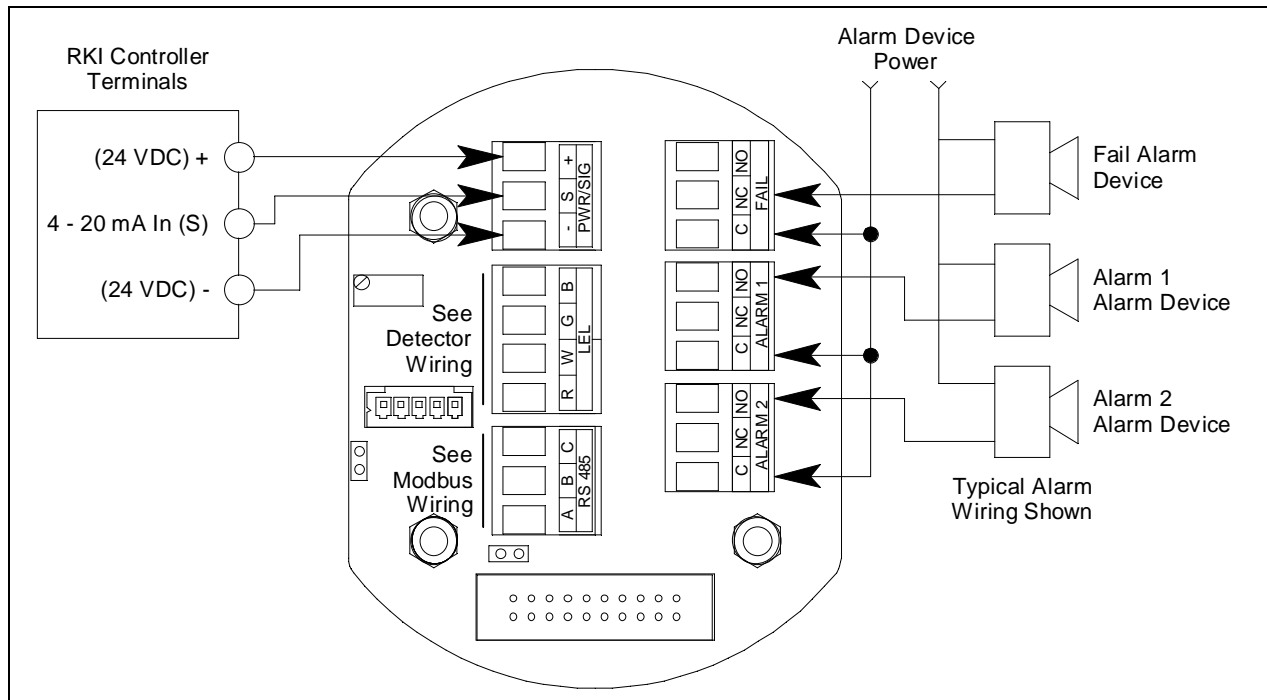 RKI Controller
Terminals
(24 VDC) +
4 - 20 mA In (S)
(24 VDC) -
+
S
-
PWR/SIG
See
Detector
Wiring
B
G
W
R
LEL
See
Modbus
Wiring
C
B
A
RS 485
NO
NC
C
FAIL
NO
NC
C
ALARM 1
NO
NC
C
ALARM 2
Alarm Device
Power
Fail Alarm
Device
Alarm 1
Alarm Device
Alarm 2
Alarm Device
Typical Alarm
Wiring Shown